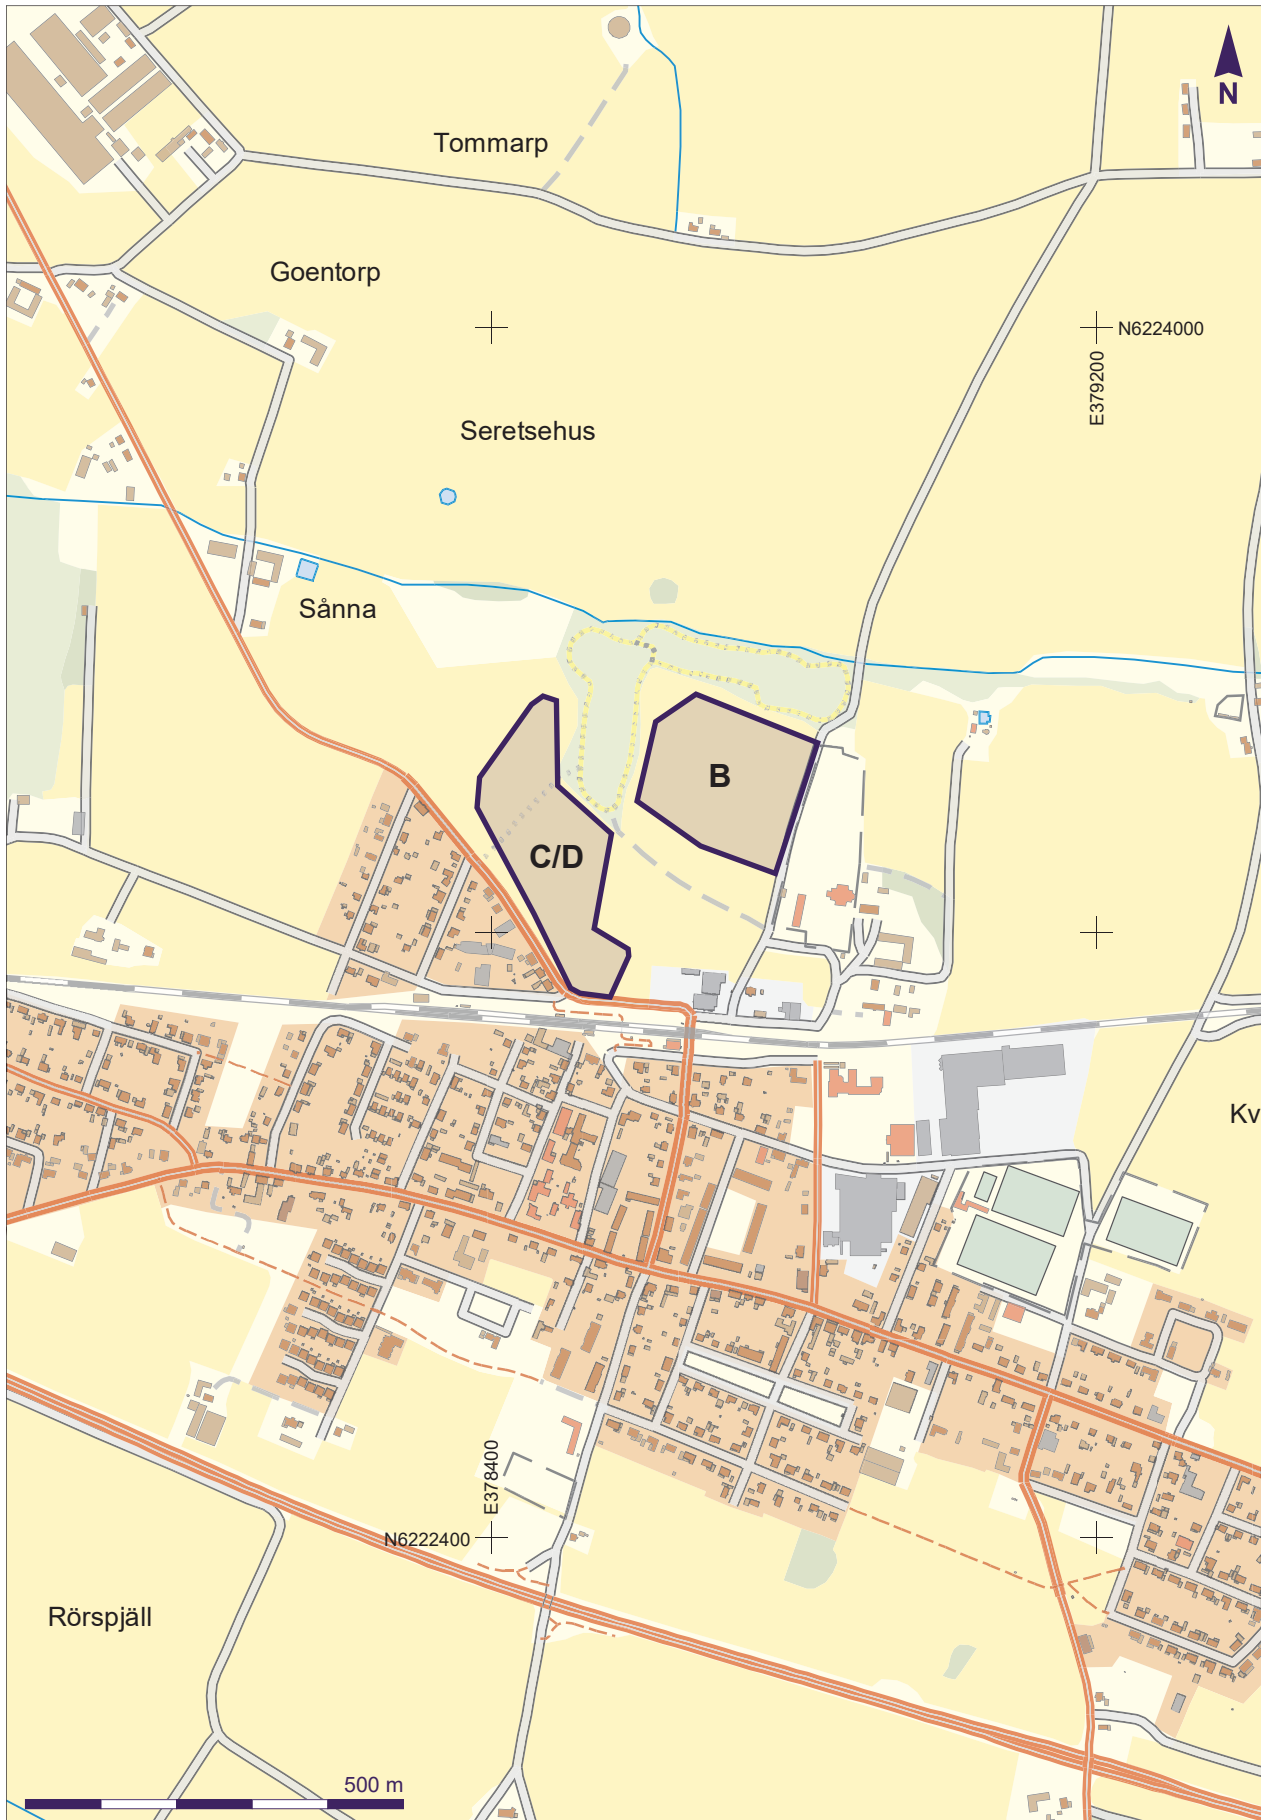 N
Tommarp
Goentorp
N6224000
E379200
Seretsehus
Sånna
B
C/D
Kv
E378400
N6222400
Rörspjäll
500 m